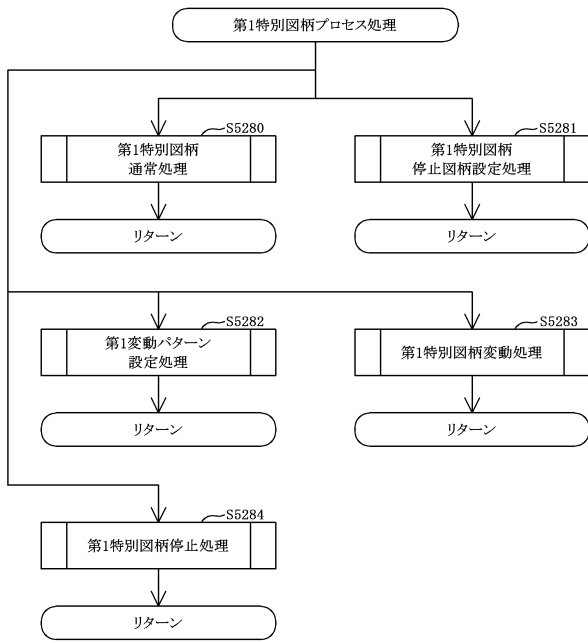 第1特別図柄プロセス処理
S5280
第1特別図柄
通常処理
リターン
S5281
第1特別図柄
停止図柄設定処理
リターン
S5282
第1変動パターン
設定処理
リターン
S5283
第1特別図柄変動処理
リターン
S5284
第1特別図柄停止処理
リターン